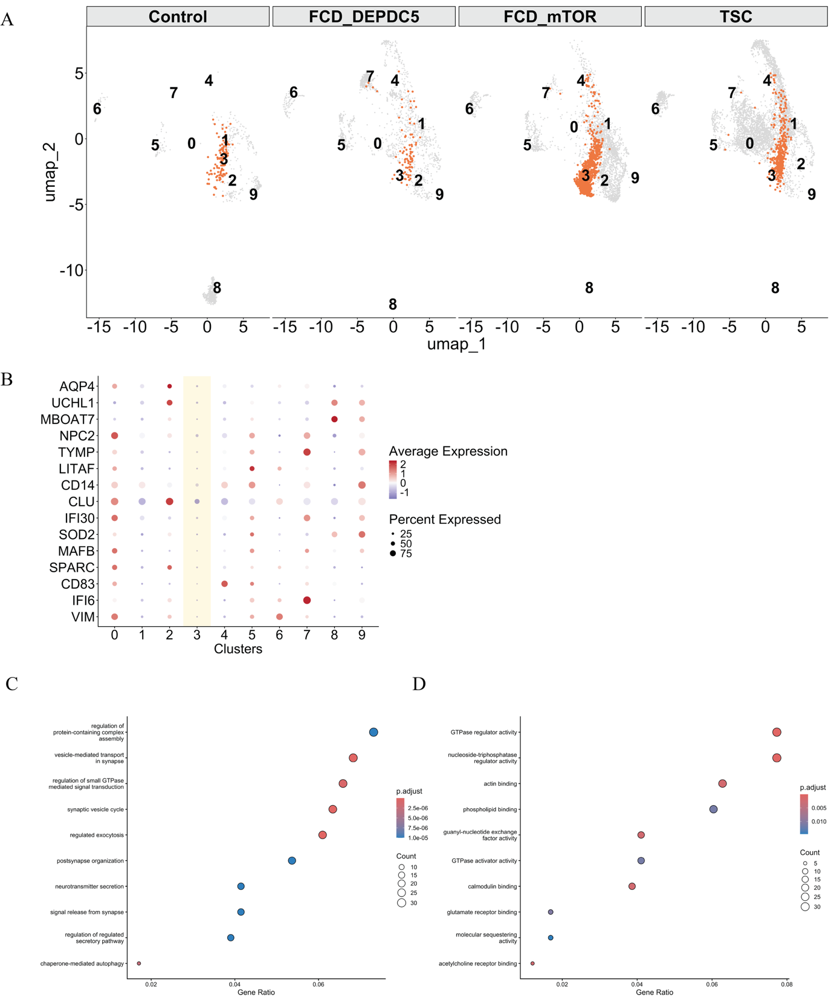 A
Control
FCD_DEPDC5
FCD_mTOR
TSC
umap_2
5
0
-5
-10
4
7
6
5
0
1
3
2
9
8
7
4
6
1
5
0
3
2
9
8
4
7
6
0
1
5
3
2
9
8
4
7
6
1
5
0
2
3
9
8
-15 -10 -5 0 5
-15 -10 -5 0 5
-15 -10 -5 0 5
-15 -10 -5 0 5
umap_1
B
AQP4
UCHL1
MBOAT7
NPC2
TYMP
LITAF
CD14
CLU
IFI30
SOD2
MAFB
SPARC
CD83
IFI6
VIM
0 1 2 3 4 5 6 7 8 9
Clusters
Average Expression
2
1
0
-1
Percent Expressed
25
50
75
C
regulation of
protein-containing complex
assembly
vesicle-mediated transport
in synapse
regulation of small GTPase
mediated signal transduction
synaptic vesicle cycle
regulated exocytosis
postsynapse organization
neurotransmitter secretion
signal release from synapse
regulation of regulated
secretory pathway
chaperone-mediated autophagy
0.02 0.04 0.06
Gene Ratio
p.adjust
2.5e-06
5.0e-06
7.5e-06
1.0e-05
Count
10
15
20
25
30
D
GTPase regulator activity
nucleoside-triphosphatase
regulator activity
actin binding
phospholipid binding
guanyl-nucleotide exchange
factor activity
GTPase activator activity
calmodulin binding
glutamate receptor binding
molecular sequestering
activity
acetylcholine receptor binding
0.02 0.04 0.06 0.08
Gene Ratio
p.adjust
0.005
0.010
Count
5
10
15
20
25
30